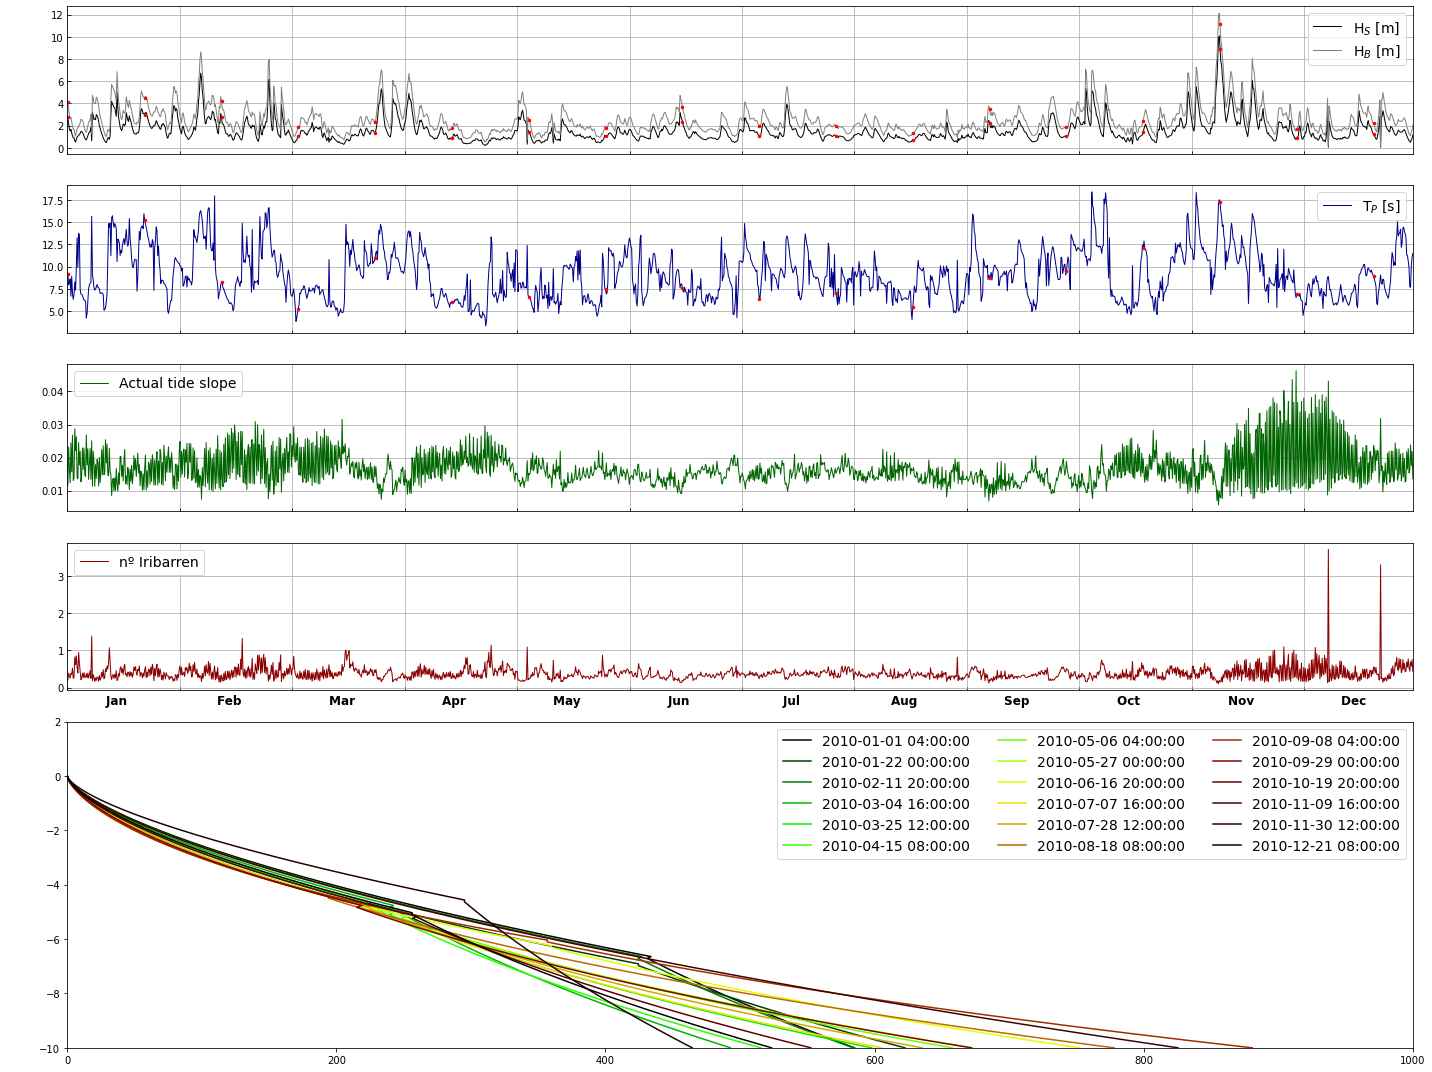 12
10
8
6
4
2
0
H_S [m]
H_B [m]
17.5
15.0
12.5
10.0
7.5
5.0
T_P [s]
0.04
0.03
0.02
0.01
Actual tide slope
3
2
1
0
nº Iribarren
Jan Feb Mar Apr May Jun Jul Aug Sep Oct Nov Dec
2
0
−2
−4
−6
−8
−10
2010-01-01 04:00:00 2010-05-06 04:00:00 2010-09-08 04:00:00
2010-01-22 00:00:00 2010-05-27 00:00:00 2010-09-29 00:00:00
2010-02-11 20:00:00 2010-06-16 20:00:00 2010-10-19 20:00:00
2010-03-04 16:00:00 2010-07-07 16:00:00 2010-11-09 16:00:00
2010-03-25 12:00:00 2010-07-28 12:00:00 2010-11-30 12:00:00
2010-04-15 08:00:00 2010-08-18 08:00:00 2010-12-21 08:00:00
0 200 400 600 800 1000